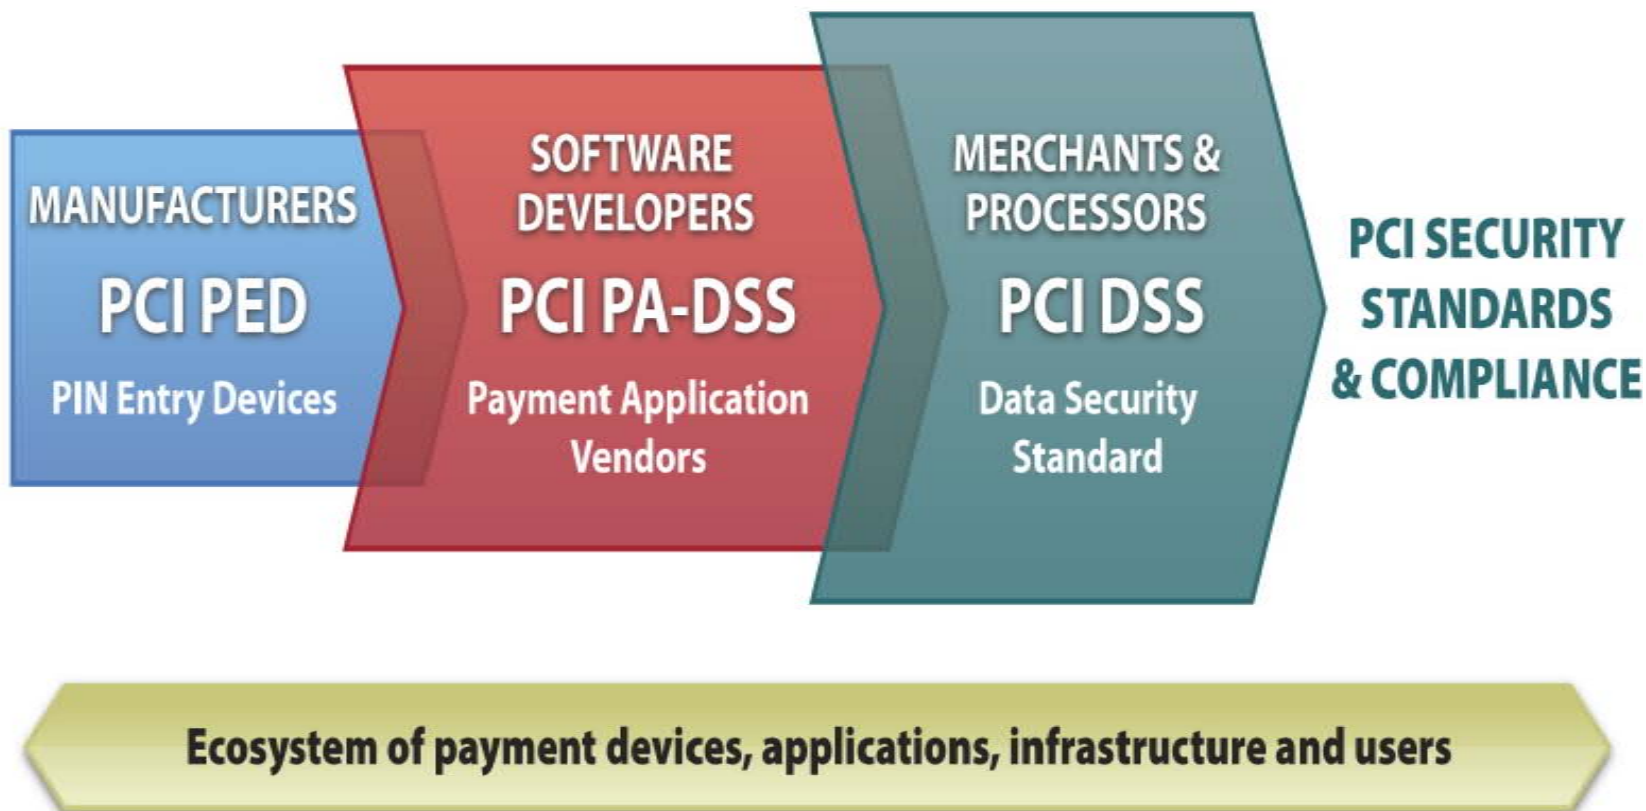 MANUFACTURERS
PCI PED
PIN Entry Devices
SOFTWARE
DEVELOPERS
PCI PA-DSS
Payment Application
Vendors
MERCHANTS &
PROCESSORS
PCI DSS
Data Security
Standard
PCI SECURITY
STANDARDS
& COMPLIANCE
Ecosystem of payment devices, applications, infrastructure and users